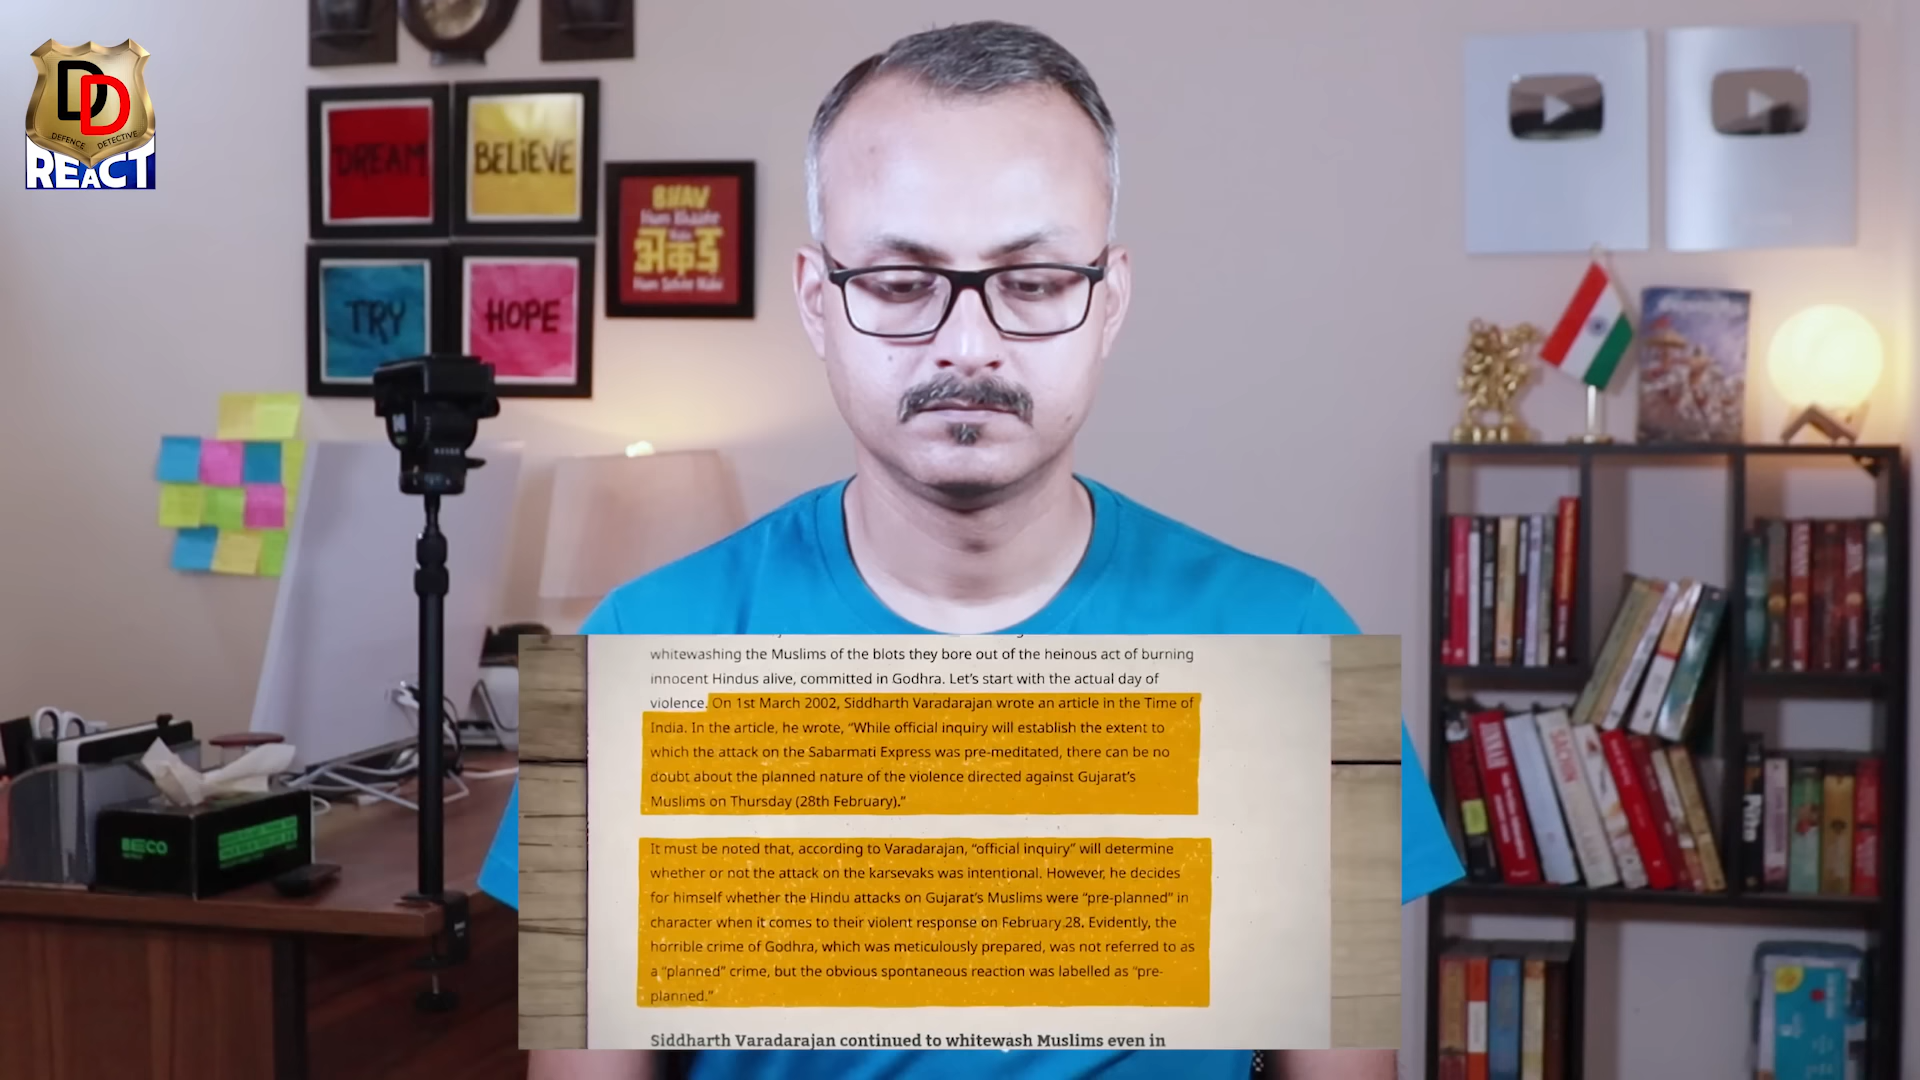 DD
DEFENCE DETECTIVE
REACT
DREAM
BELIEVE
TRY
HOPE
BHAV
अकड़
BECO
whitewashing the Muslims of the blots they bore out of the heinous act of burning
innocent Hindus alive, committed in Godhra. Let's start with the actual day of
violence. On 1st March 2002, Siddharth Varadarajan wrote an article in the Time of
India. In the article, he wrote, "While official inquiry will establish the extent to
which the attack on the Sabarmati Express was pre-meditated, there can be no
doubt about the planned nature of the violence directed against Gujarat's
Muslims on Thursday (28th February)."
It must be noted that, according to Varadarajan, "official inquiry" will determine
whether or not the attack on the karsevaks was intentional. However, he decides
for himself whether the Hindu attacks on Gujarat's Muslims were "pre-planned" in
character when it comes to their violent response on February 28. Evidently, the
horrible crime of Godhra, which was meticulously prepared, was not referred to as
a "planned" crime, but the obvious spontaneous reaction was labelled as "pre-
planned."
Siddharth Varadarajan continued to whitewash Muslims even in